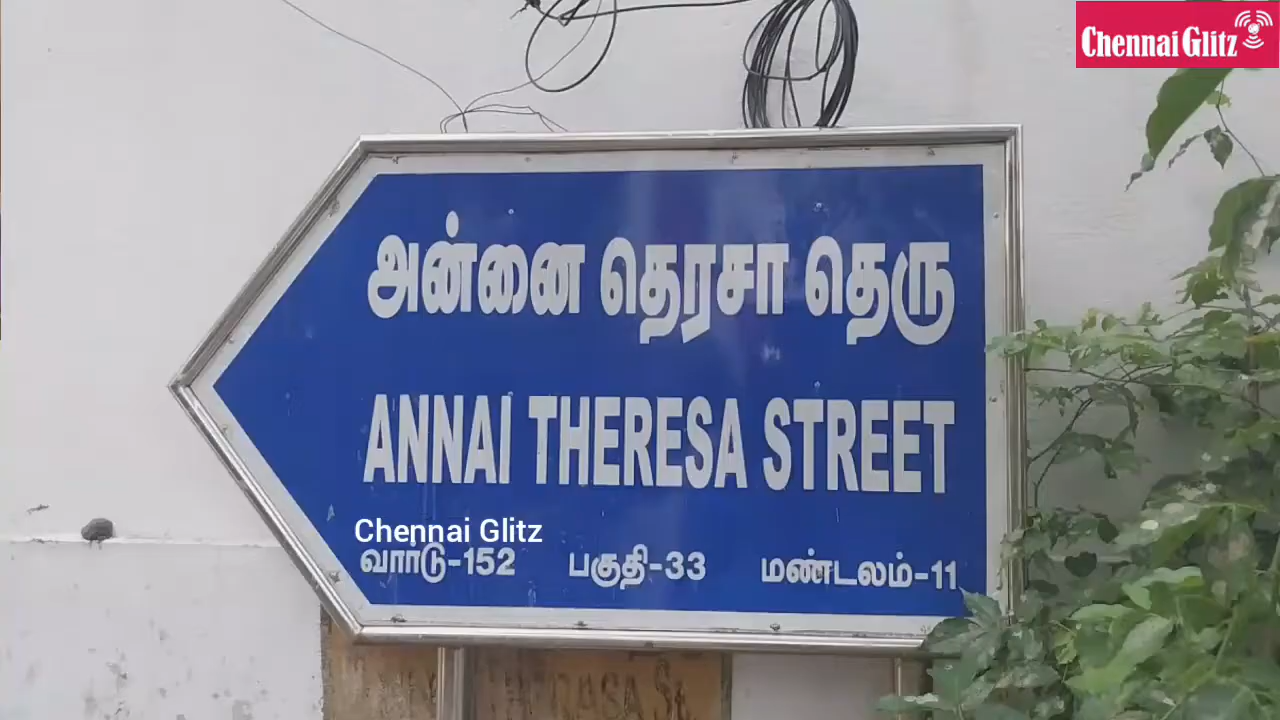 Chennai Glitz
அன்னை தெரசா தெரு
ANNAI THERESA STREET
Chennai Glitz
வார்டு-152 பகுதி-33 மண்டலம்-11